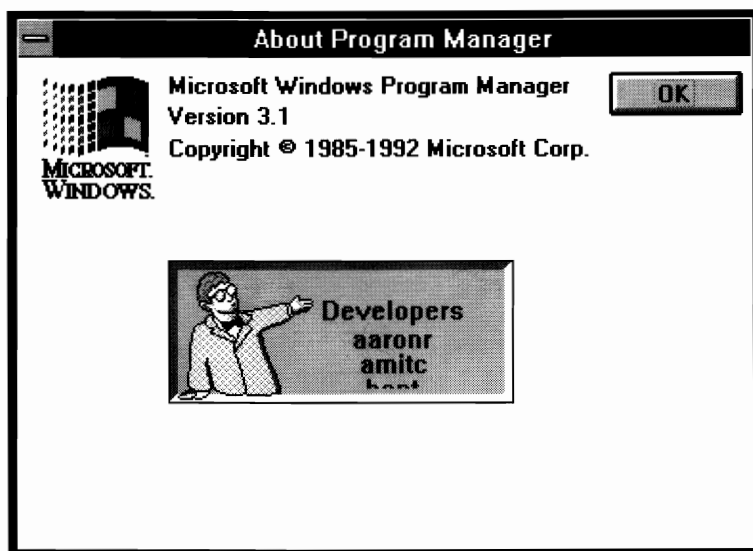 About Program Manager
Microsoft Windows Program Manager
Version 3.1
Copyright © 1985-1992 Microsoft Corp.
OK
MICROSOFT.
WINDOWS.
Developers
aaronr
amitc